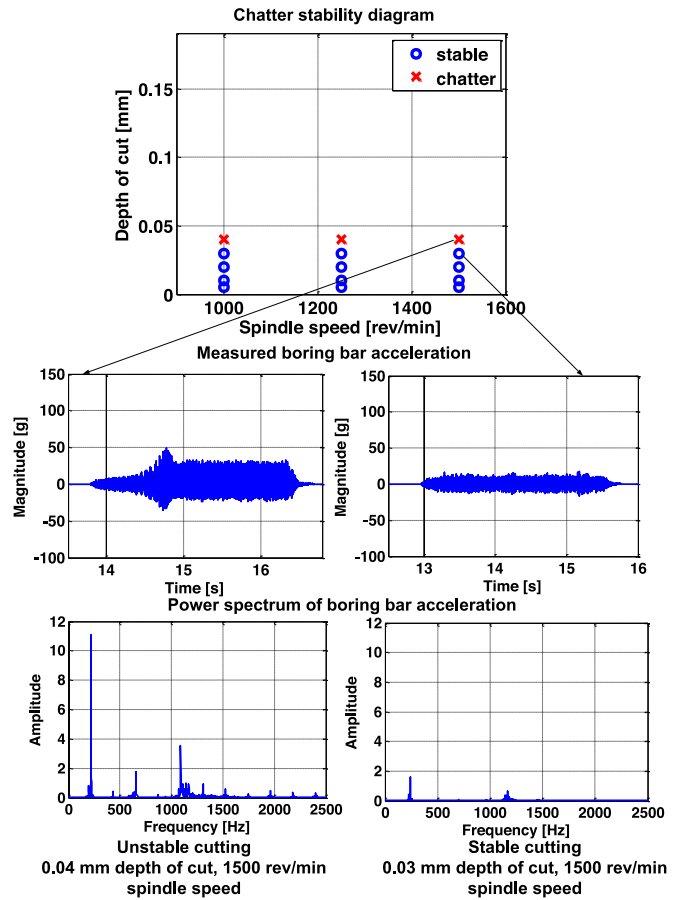 Chatter stability diagram
Depth of cut [mm]
0.15
0.1
0.05
0
stable
chatter
1000 1200 1400 1600
Spindle speed [rev/min]
Measured boring bar acceleration
Magnitude [g]
150
100
50
0
-50
-100
14 15 16
Time [s]
Magnitude [g]
150
100
50
0
-50
-100
13 14 15 16
Time [s]
Power spectrum of boring bar acceleration
Amplitude
12
10
8
6
4
2
0
0 500 1000 1500 2000 2500
Frequency [Hz]
Unstable cutting
0.04 mm depth of cut, 1500 rev/min
spindle speed
Amplitude
12
10
8
6
4
2
0
0 500 1000 1500 2000 2500
Frequency [Hz]
Stable cutting
0.03 mm depth of cut, 1500 rev/min
spindle speed